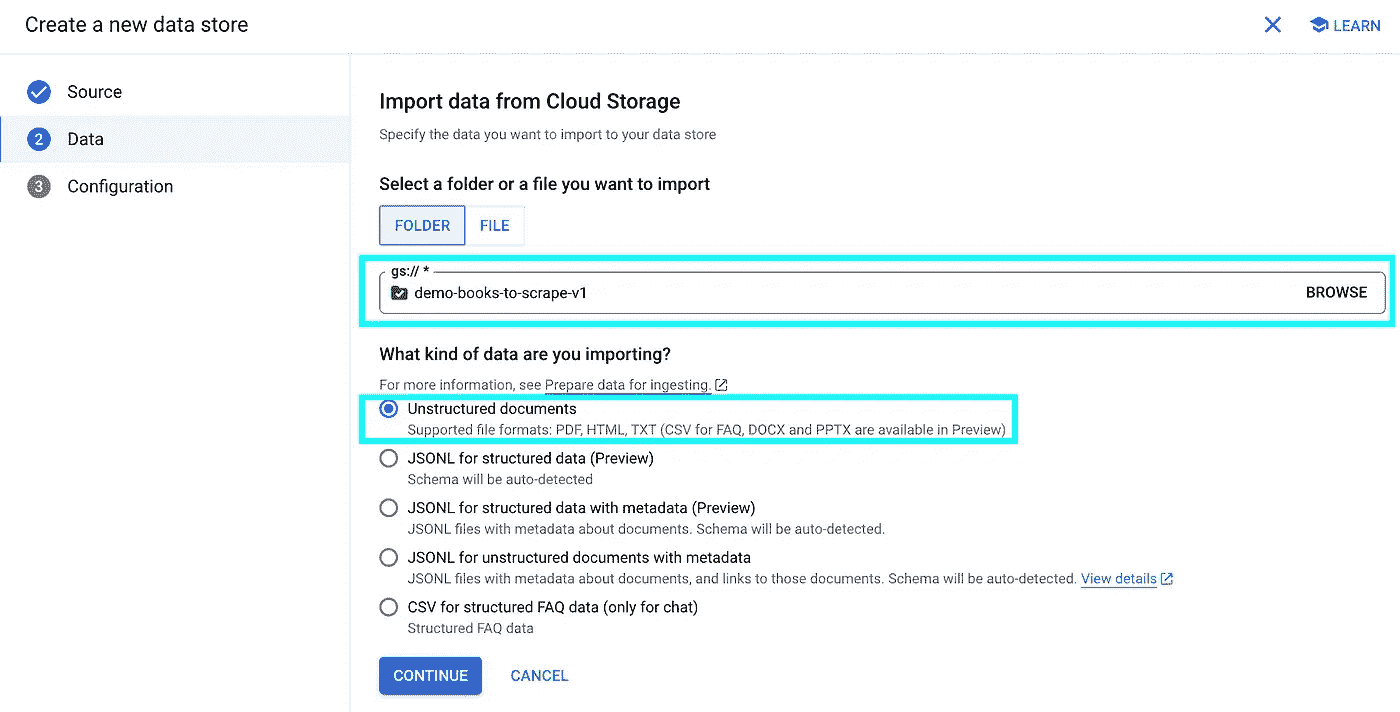 Create a new data store
LEARN
Source
2 Data
3 Configuration
Import data from Cloud Storage
Specify the data you want to import to your data store
Select a folder or a file you want to import
FOLDER FILE
gs:// *
demo-books-to-scrape-v1 BROWSE
What kind of data are you importing?
For more information, see Prepare data for ingesting.
Unstructured documents
Supported file formats: PDF, HTML, TXT (CSV for FAQ, DOCX and PPTX are available in Preview)
JSONL for structured data (Preview)
Schema will be auto-detected
JSONL for structured data with metadata (Preview)
JSONL files with metadata about documents. Schema will be auto-detected.
JSONL for unstructured documents with metadata
JSONL files with metadata about documents, and links to those documents. Schema will be auto-detected. View details
CSV for structured FAQ data (only for chat)
Structured FAQ data
CONTINUE CANCEL